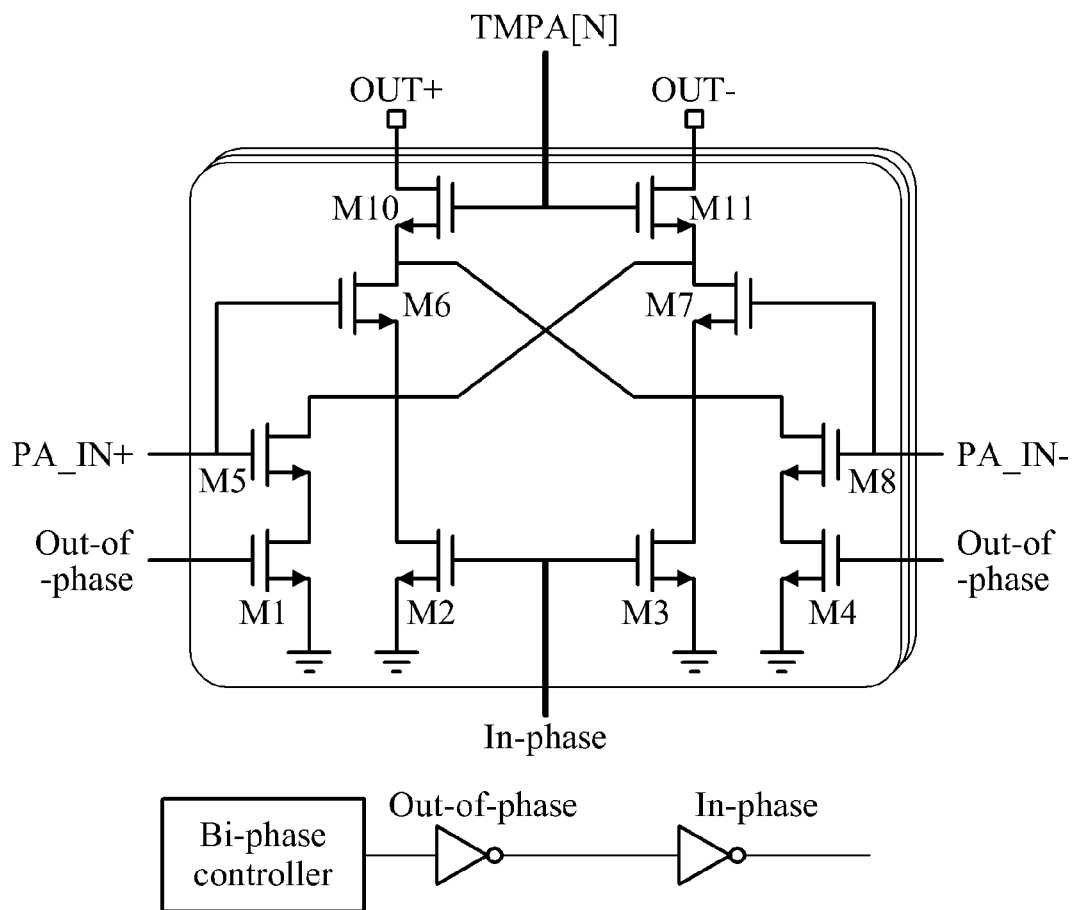 TMPA[N]
OUT+
OUT-
M10
M11
M6
M7
PA_IN+
M5
M8
PA_IN-
Out-of
-phase
M1
M2
M3
M4
Out-of
-phase
In-phase
Bi-phase
controller
Out-of-phase
In-phase